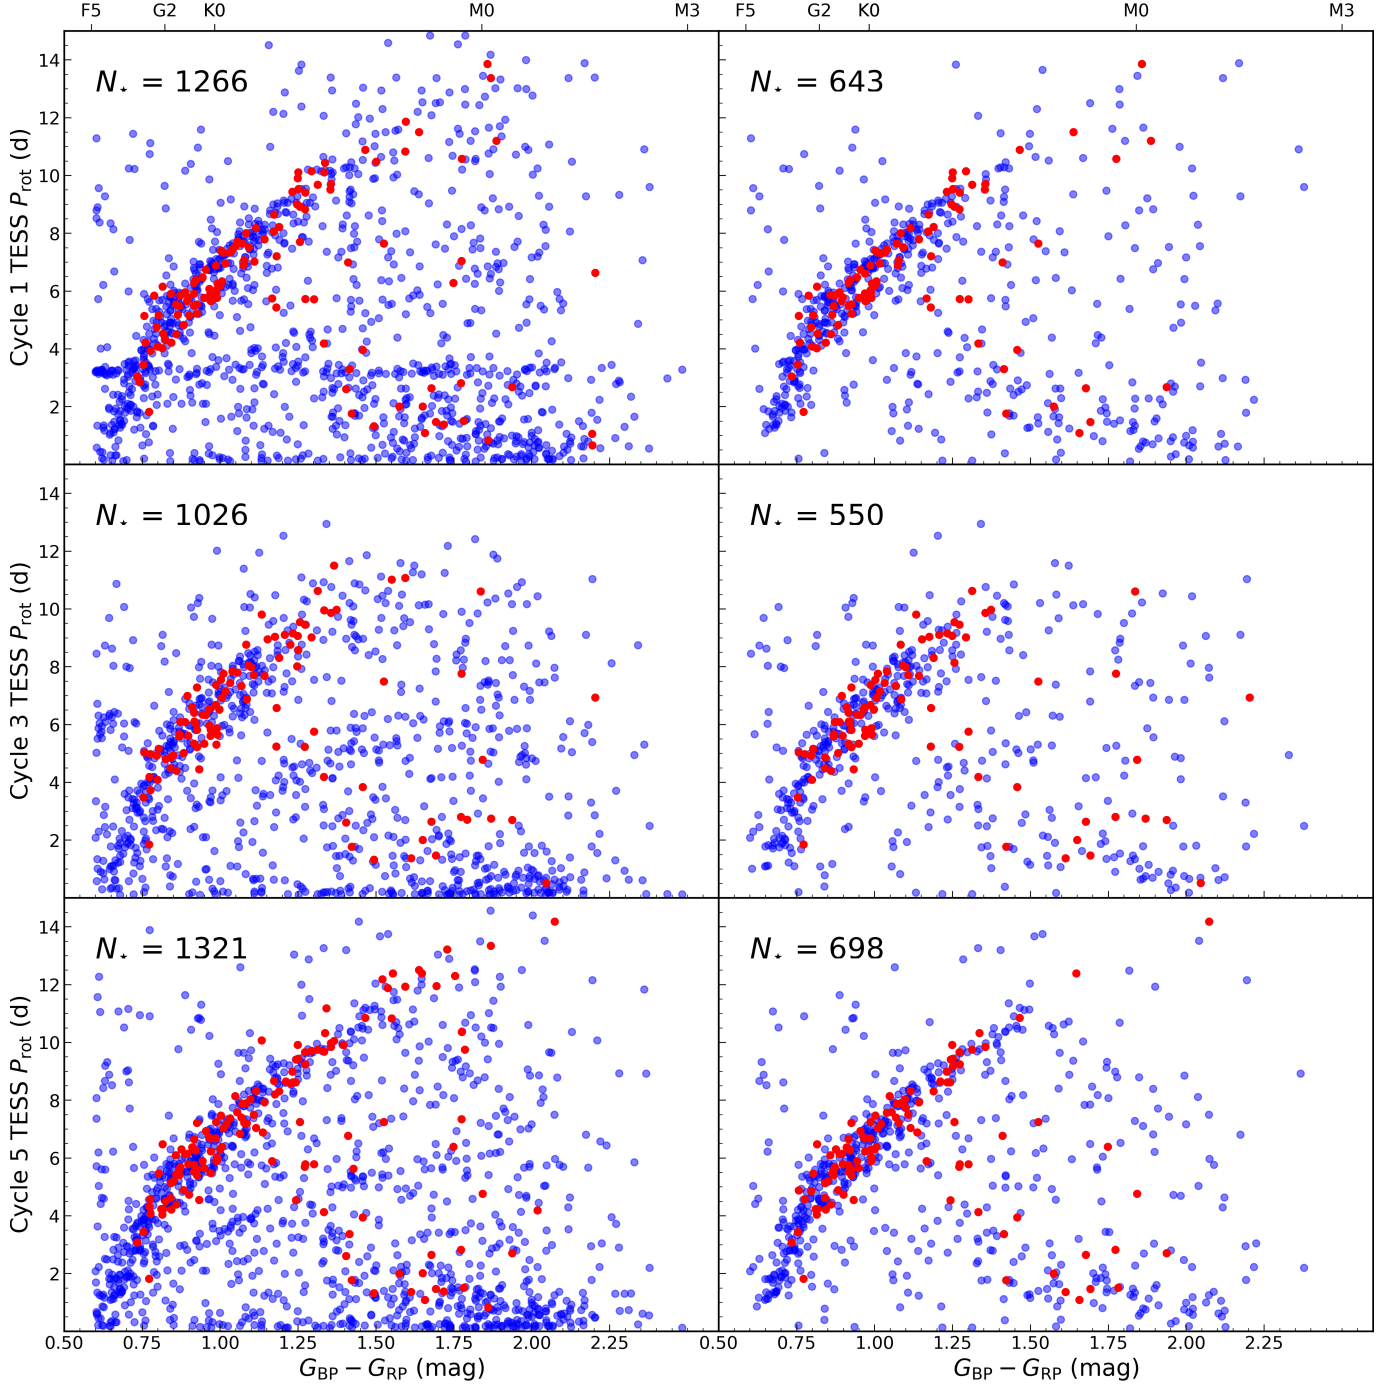 F5 G2 K0 M0 M3 F5 G2 K0 M0 M3
14
12
10
8
6
4
2
Cycle 1 TESS P_rot (d)
N⋆ = 1266
N⋆ = 643
14
12
10
8
6
4
2
Cycle 3 TESS P_rot (d)
N⋆ = 1026
N⋆ = 550
14
12
10
8
6
4
2
Cycle 5 TESS P_rot (d)
N⋆ = 1321
N⋆ = 698
0.50 0.75 1.00 1.25 1.50 1.75 2.00 2.25 0.50 0.75 1.00 1.25 1.50 1.75 2.00 2.25
G_BP − G_RP (mag) G_BP − G_RP (mag)